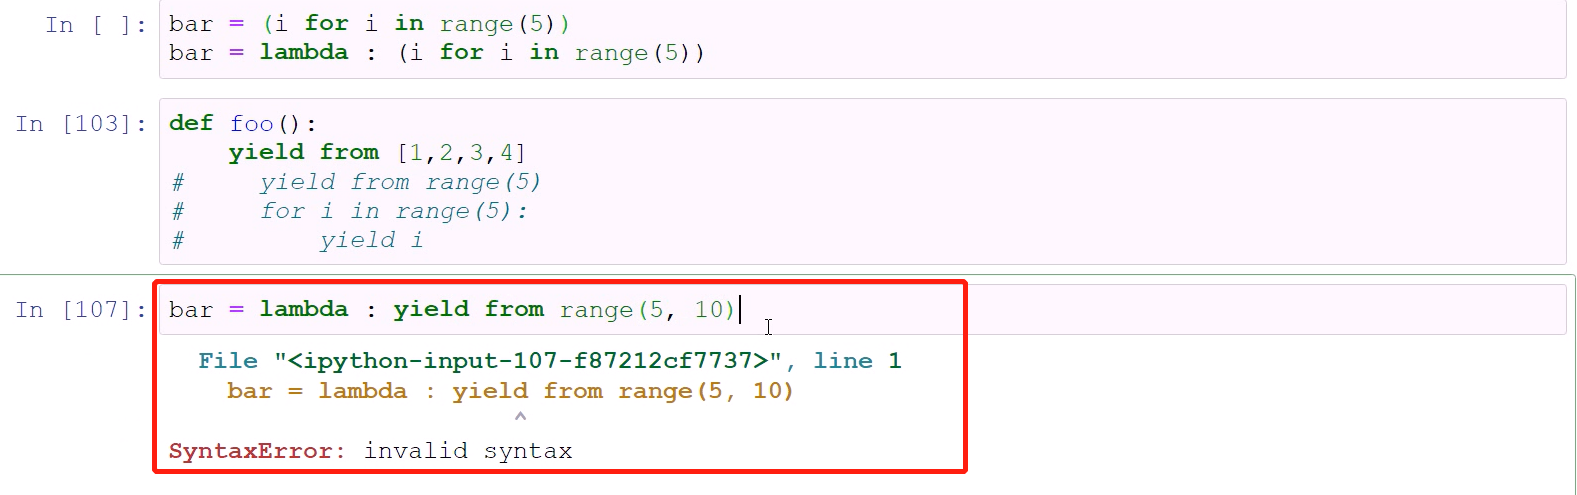 In [ ]: bar = (i for i in range(5))
bar = lambda : (i for i in range(5))
In [103]: def foo():
    yield from [1,2,3,4]
#     yield from range(5)
#     for i in range(5):
#         yield i
In [107]: bar = lambda : yield from range(5, 10)
  File "<ipython-input-107-f87212cf7737>", line 1
    bar = lambda : yield from range(5, 10)
                       ^
SyntaxError: invalid syntax